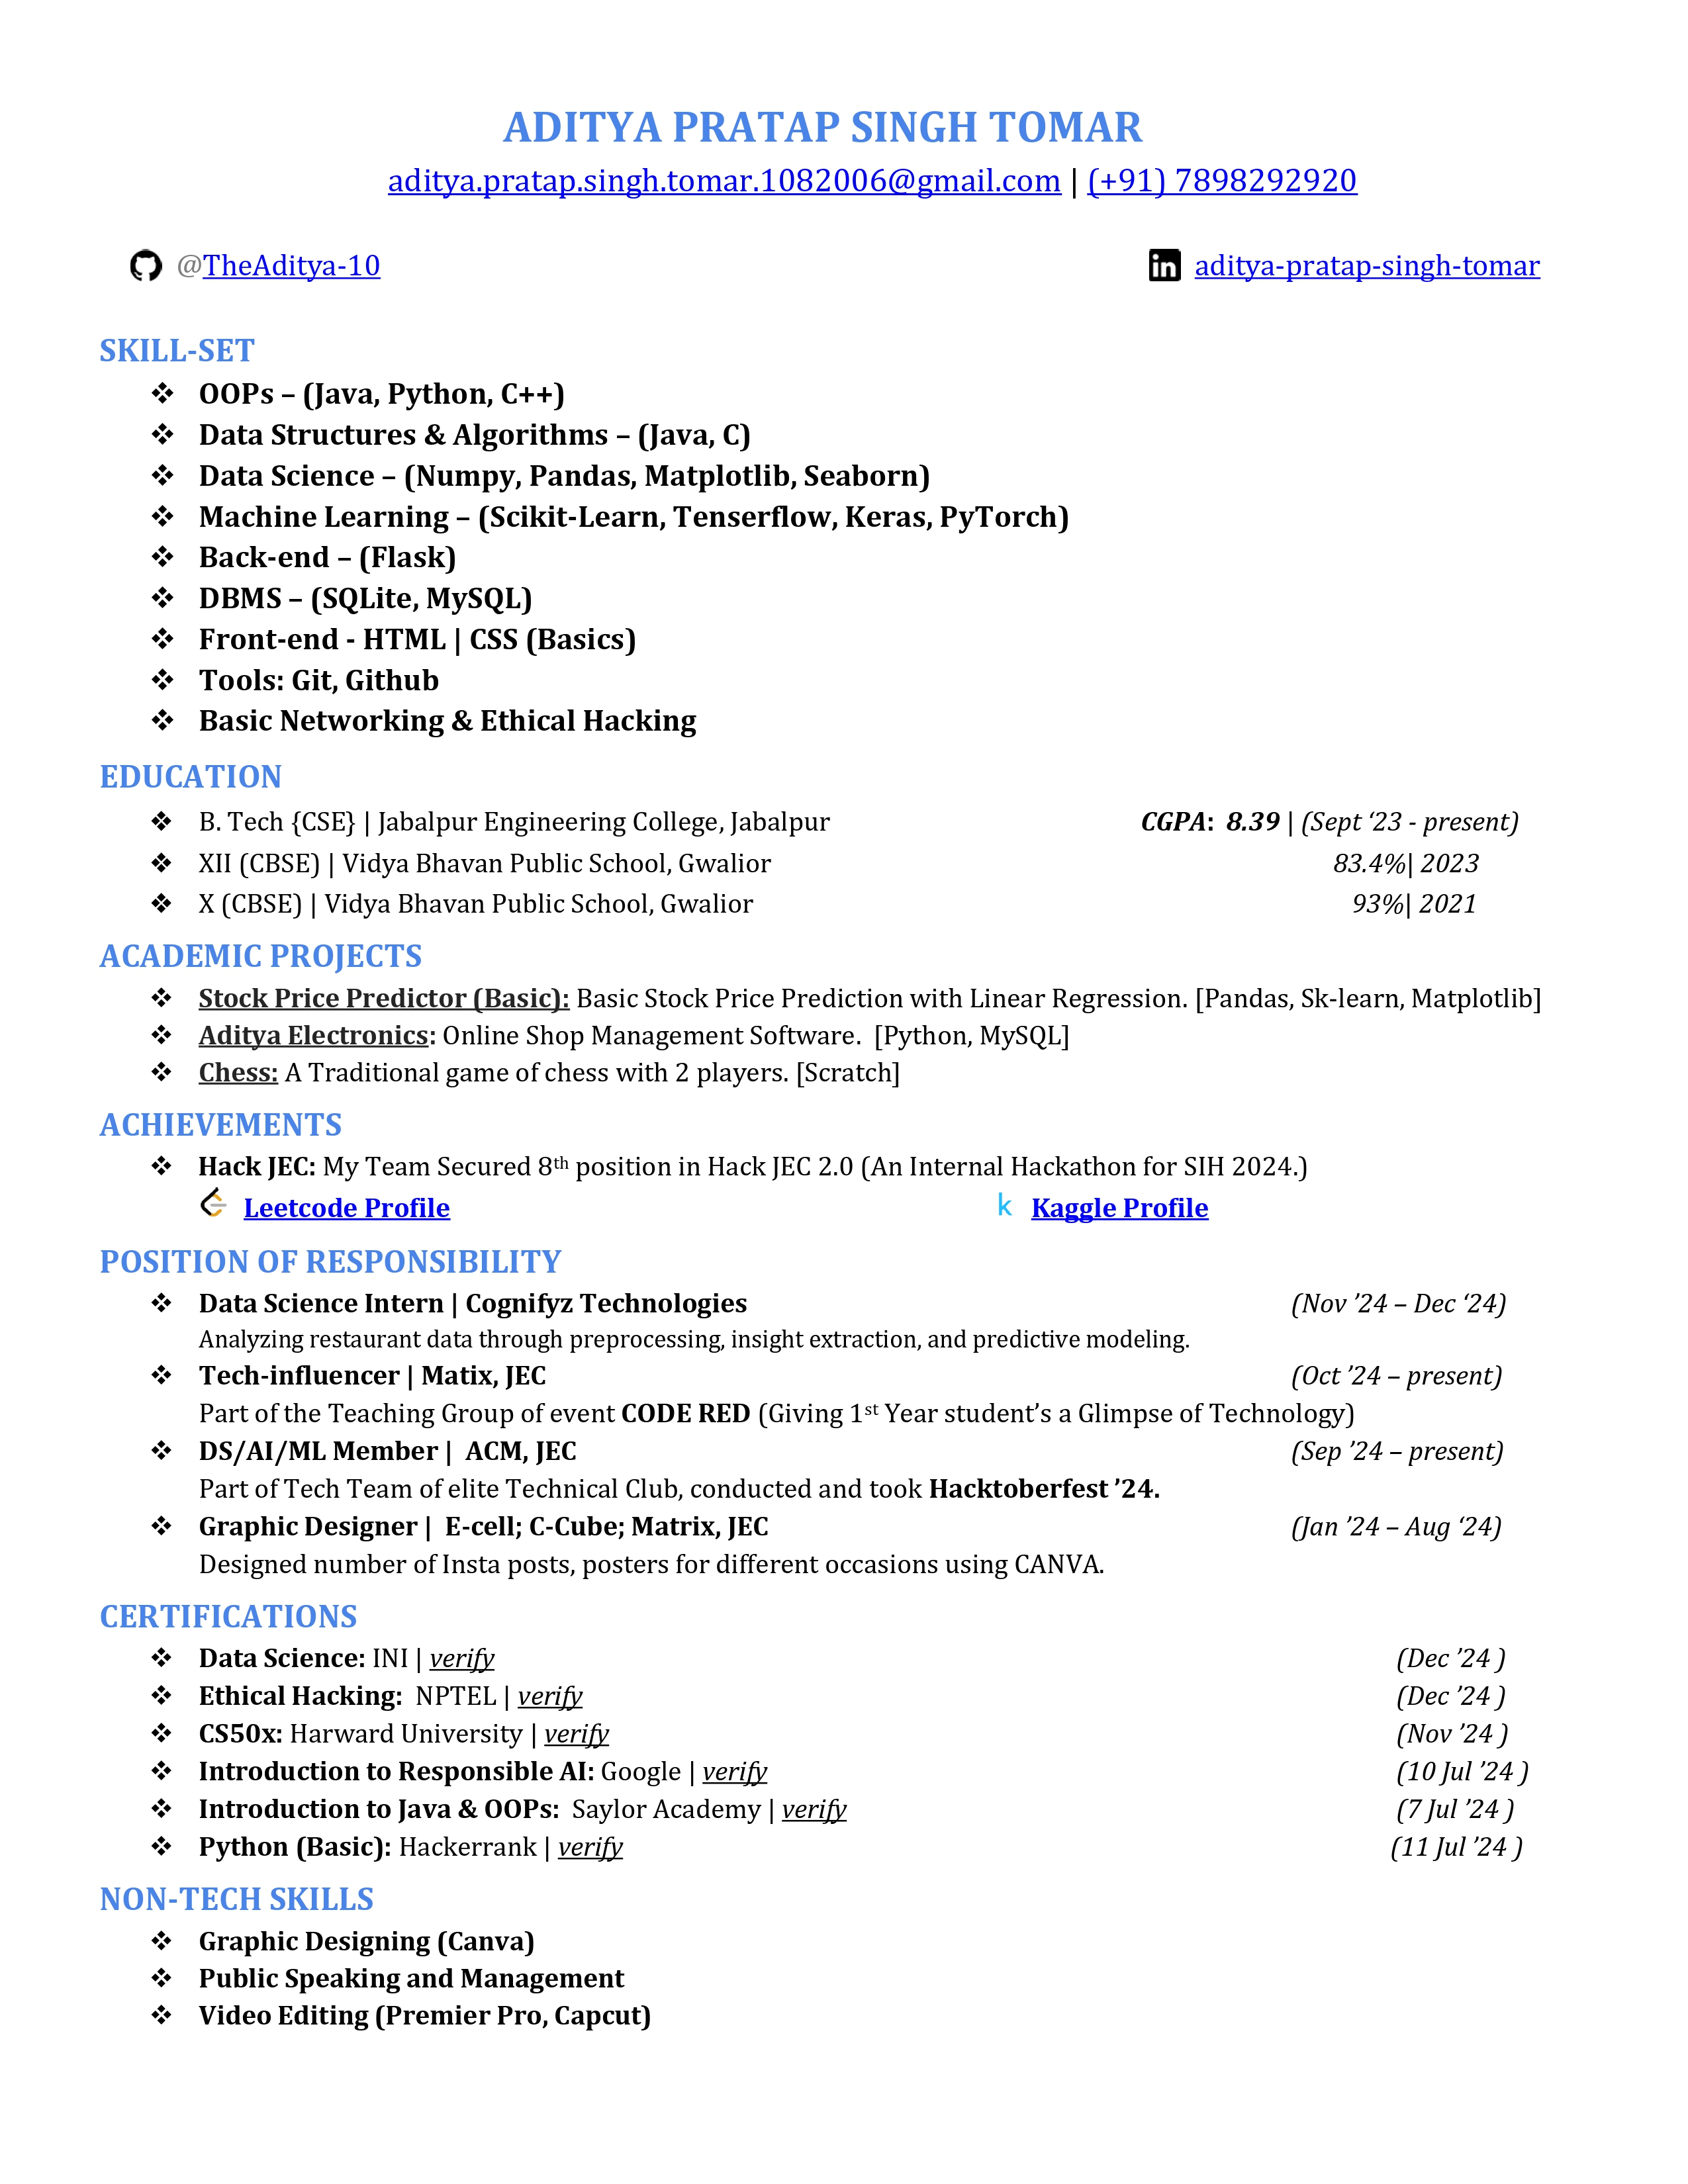 ADITYA PRATAP SINGH TOMAR
aditya.pratap.singh.tomar.1082006@gmail.com | (+91) 7898292920
@TheAditya-10 aditya-pratap-singh-tomar
SKILL-SET
❖ OOPs – (Java, Python, C++)
❖ Data Structures & Algorithms – (Java, C)
❖ Data Science – (Numpy, Pandas, Matplotlib, Seaborn)
❖ Machine Learning – (Scikit-Learn, Tenserflow, Keras, PyTorch)
❖ Back-end – (Flask)
❖ DBMS – (SQLite, MySQL)
❖ Front-end - HTML | CSS (Basics)
❖ Tools: Git, Github
❖ Basic Networking & Ethical Hacking
EDUCATION
❖ B. Tech {CSE} | Jabalpur Engineering College, Jabalpur CGPA: 8.39 | (Sept ‘23 - present)
❖ XII (CBSE) | Vidya Bhavan Public School, Gwalior 83.4%| 2023
❖ X (CBSE) | Vidya Bhavan Public School, Gwalior 93%| 2021
ACADEMIC PROJECTS
❖ Stock Price Predictor (Basic): Basic Stock Price Prediction with Linear Regression. [Pandas, Sk-learn, Matplotlib]
❖ Aditya Electronics: Online Shop Management Software. [Python, MySQL]
❖ Chess: A Traditional game of chess with 2 players. [Scratch]
ACHIEVEMENTS
❖ Hack JEC: My Team Secured 8th position in Hack JEC 2.0 (An Internal Hackathon for SIH 2024.)
Leetcode Profile k Kaggle Profile
POSITION OF RESPONSIBILITY
❖ Data Science Intern | Cognifyz Technologies (Nov ’24 – Dec ‘24)
Analyzing restaurant data through preprocessing, insight extraction, and predictive modeling.
❖ Tech-influencer | Matix, JEC (Oct ’24 – present)
Part of the Teaching Group of event CODE RED (Giving 1st Year student’s a Glimpse of Technology)
❖ DS/AI/ML Member | ACM, JEC (Sep ’24 – present)
Part of Tech Team of elite Technical Club, conducted and took Hacktoberfest ’24.
❖ Graphic Designer | E-cell; C-Cube; Matrix, JEC (Jan ’24 – Aug ‘24)
Designed number of Insta posts, posters for different occasions using CANVA.
CERTIFICATIONS
❖ Data Science: INI | verify (Dec ’24 )
❖ Ethical Hacking: NPTEL | verify (Dec ’24 )
❖ CS50x: Harward University | verify (Nov ’24 )
❖ Introduction to Responsible AI: Google | verify (10 Jul ’24 )
❖ Introduction to Java & OOPs: Saylor Academy | verify (7 Jul ’24 )
❖ Python (Basic): Hackerrank | verify (11 Jul ’24 )
NON-TECH SKILLS
❖ Graphic Designing (Canva)
❖ Public Speaking and Management
❖ Video Editing (Premier Pro, Capcut)